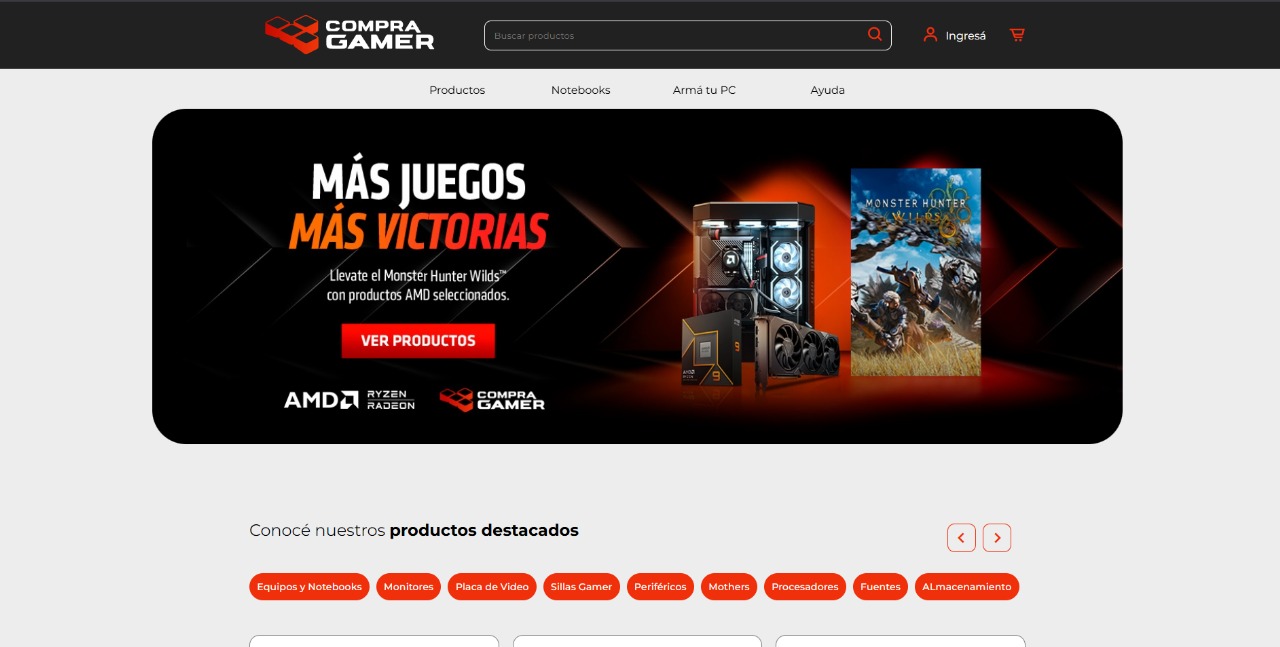 COMPRA
GAMER
Buscar productos
Ingresá
Productos
Notebooks
Armá tu PC
Ayuda
MÁS JUEGOS
MÁS VICTORIAS
Llevate el Monster Hunter Wilds™
con productos AMD seleccionados.
VER PRODUCTOS
AMD
RYZEN
RADEON
COMPRA
GAMER
MONSTER HUNTER
WILDS
9
9
Conocé nuestros productos destacados
Equipos y Notebooks
Monitores
Placa de Video
Sillas Gamer
Periféricos
Mothers
Procesadores
Fuentes
ALmacenamiento